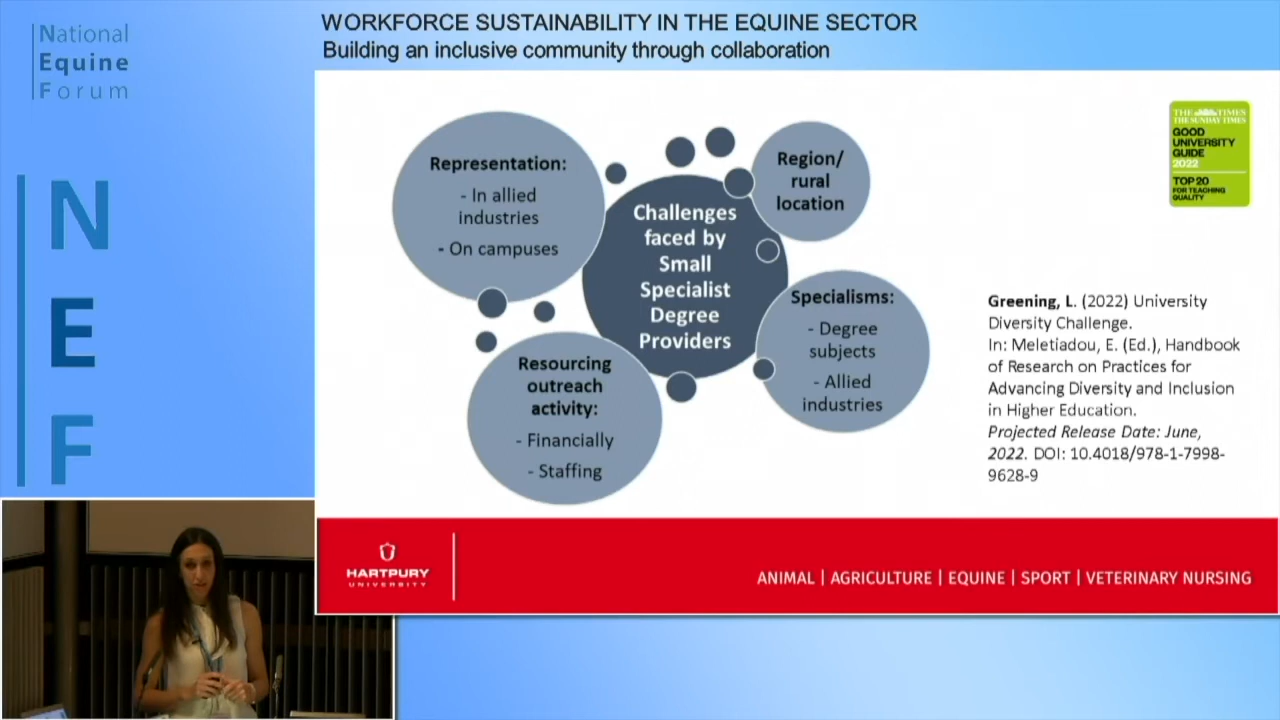 National
Equine
Forum
WORKFORCE SUSTAINABILITY IN THE EQUINE SECTOR
Building an inclusive community through collaboration
N
E
F
Representation:
- In allied
industries
- On campuses
Challenges
faced by
Small
Specialist
Degree
Providers
Region/
rural
location
Specialisms:
- Degree
subjects
- Allied
industries
Resourcing
outreach
activity:
- Financially
- Staffing
THE TIMES
THE SUNDAY TIMES
GOOD
UNIVERSITY
GUIDE
2022
TOP 20
FOR TEACHING
QUALITY
Greening, L. (2022) University
Diversity Challenge.
In: Meletiadou, E. (Ed.), Handbook
of Research on Practices for
Advancing Diversity and Inclusion
in Higher Education.
Projected Release Date: June,
2022. DOI: 10.4018/978-1-7998-
9628-9
HARTPURY
UNIVERSITY
ANIMAL | AGRICULTURE | EQUINE | SPORT | VETERINARY NURSING